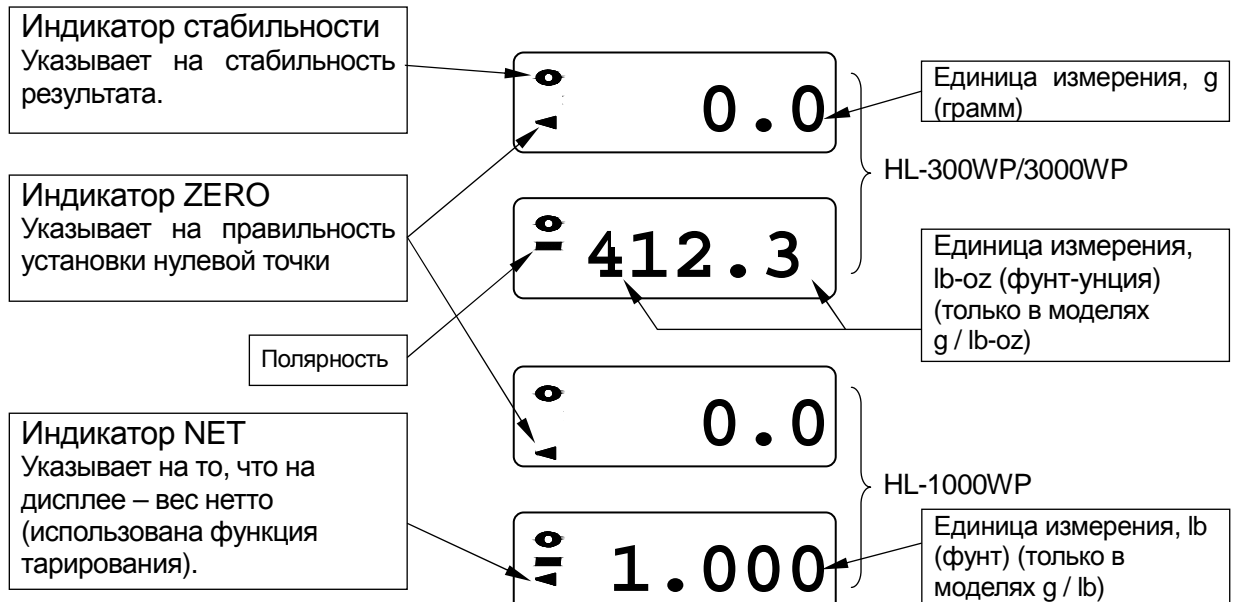 Индикатор стабильности
Указывает на стабильность
результата.
0.0
Единица измерения, g
(грамм)
HL-300WP/3000WP
Индикатор ZERO
Указывает на правильность
установки нулевой точки
412.3
Единица измерения,
lb-oz (фунт-унция)
(только в моделях
g / lb-oz)
Полярность
0.0
Индикатор NET
Указывает на то, что на
дисплее – вес нетто
(использована функция
тарирования).
HL-1000WP
1.000
Единица измерения, lb
(фунт) (только в
моделях g / lb)